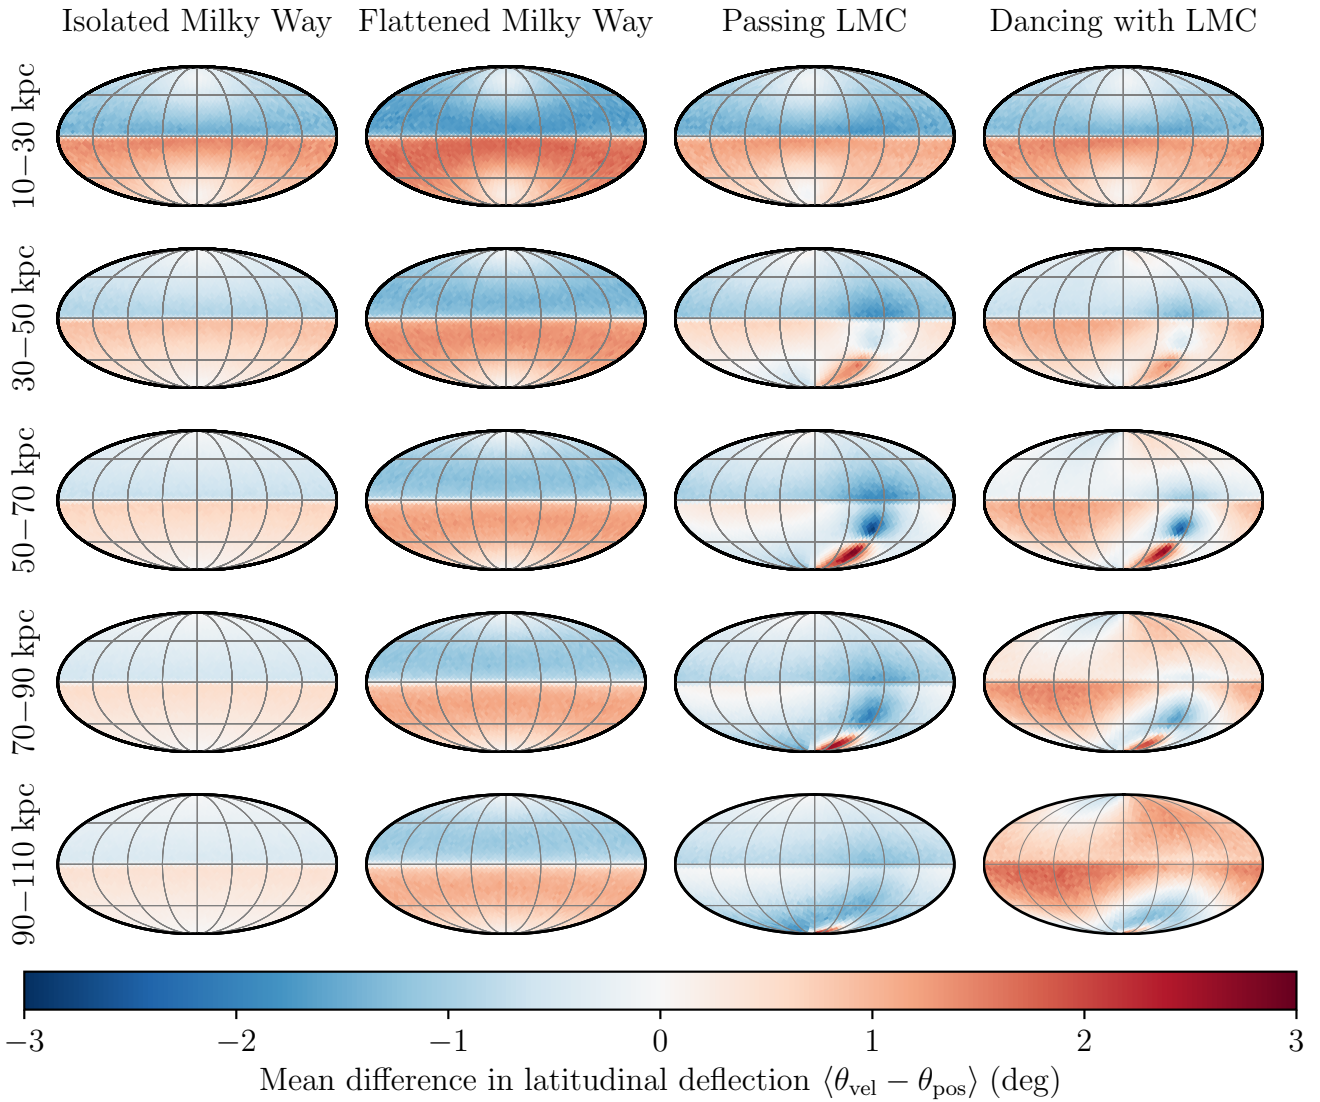 Isolated Milky Way Flattened Milky Way Passing LMC Dancing with LMC
10−30 kpc
30−50 kpc
50−70 kpc
70−90 kpc
90−110 kpc
−3 −2 −1 0 1 2 3
Mean difference in latitudinal deflection ⟨θvel − θpos⟩ (deg)